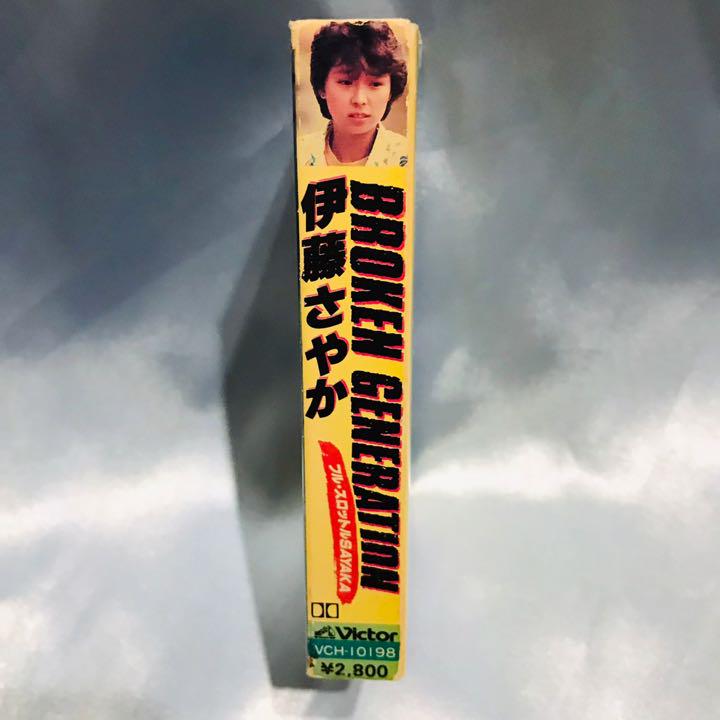 BROKEN GENERATION
伊藤さやか
フル・スロットルSAYAKA
Victor
VCH-10198
¥2,800